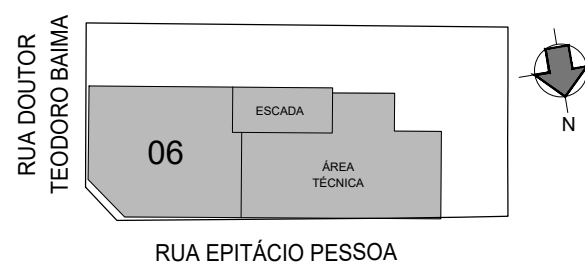 RUA DOUTOR
TEODORO BAIMA
ESCADA
06
ÁREA
TÉCNICA
N
RUA EPITÁCIO PESSOA